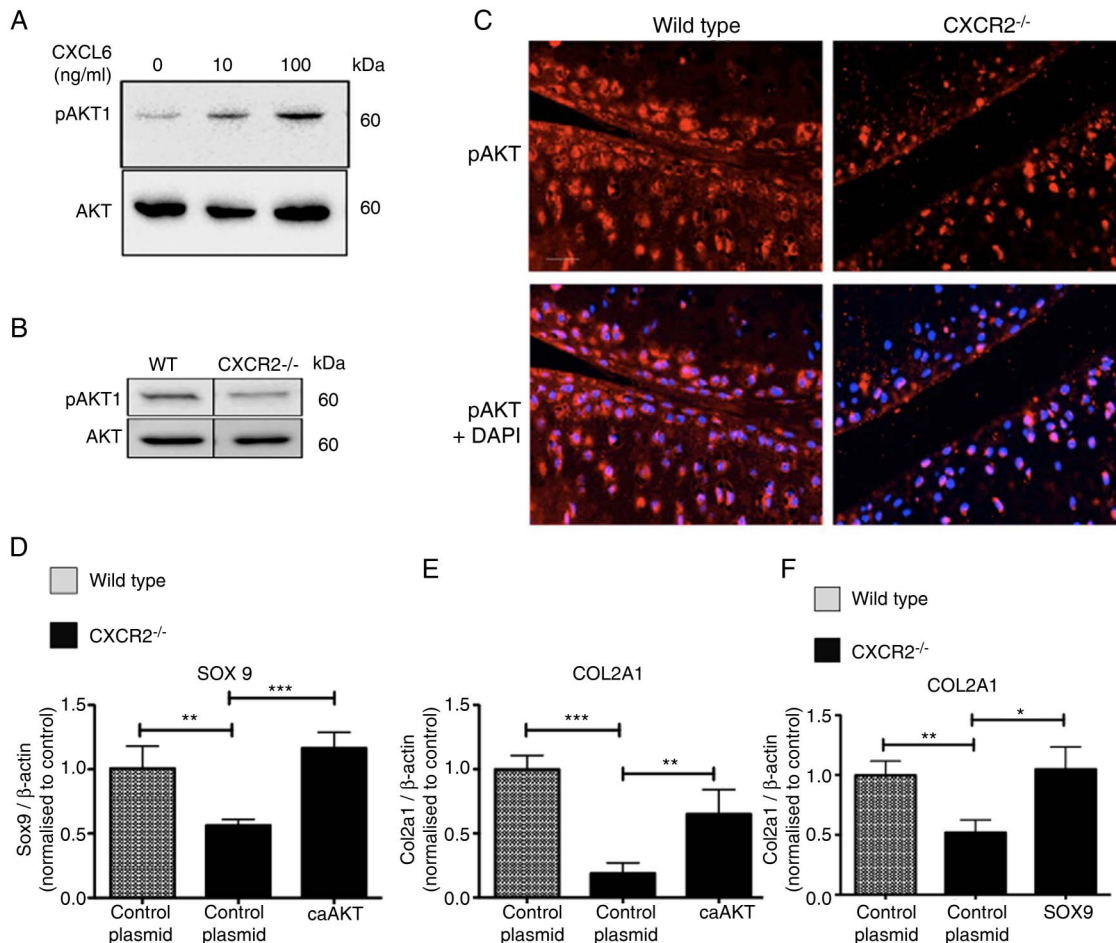 A
CXCL6
(ng/ml)
0 10 100 kDa
pAKT1 60
AKT 60
B
WT CXCR2-/- kDa
pAKT1 60
AKT 60
C
Wild type CXCR2-/-
pAKT
pAKT
+ DAPI
D
Wild type
CXCR2-/-
SOX 9
Sox9 / β-actin
(normalised to control)
1.5
1.0
0.5
0.0
** ***
Control
plasmid
Control
plasmid
caAKT
E
COL2A1
Col2a1 / β-actin
(normalised to control)
1.5
1.0
0.5
0.0
*** **
Control
plasmid
Control
plasmid
caAKT
F
Wild type
CXCR2-/-
COL2A1
Col2a1 / β-actin
(normalised to control)
1.5
1.0
0.5
0.0
** *
Control
plasmid
Control
plasmid
SOX9